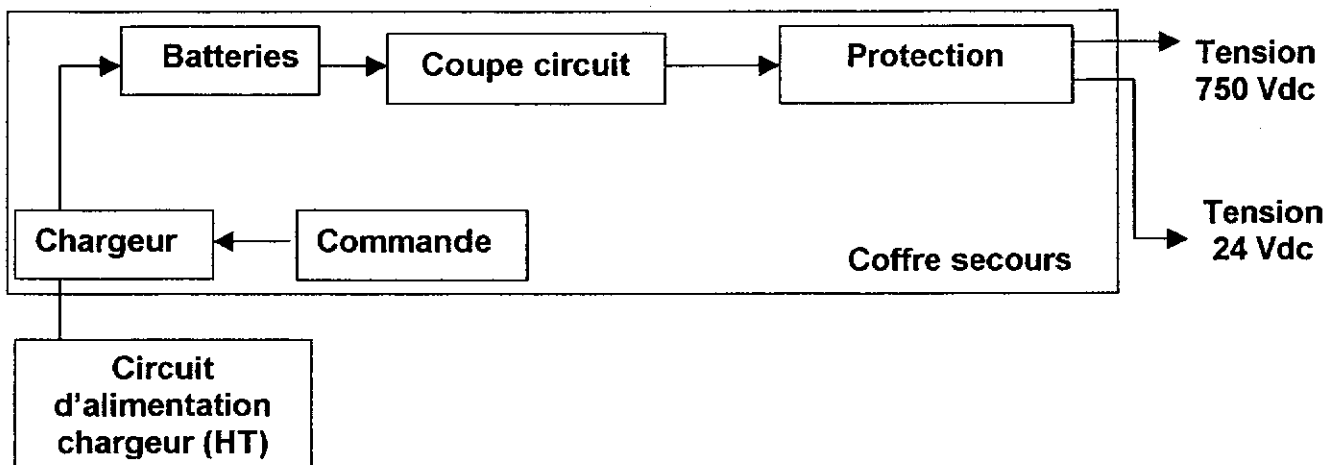 Batteries
Coupe circuit
Protection
Tension
750 Vdc
Chargeur
Commande
Coffre secours
Tension
24 Vdc
Circuit
d'alimentation
chargeur (HT)